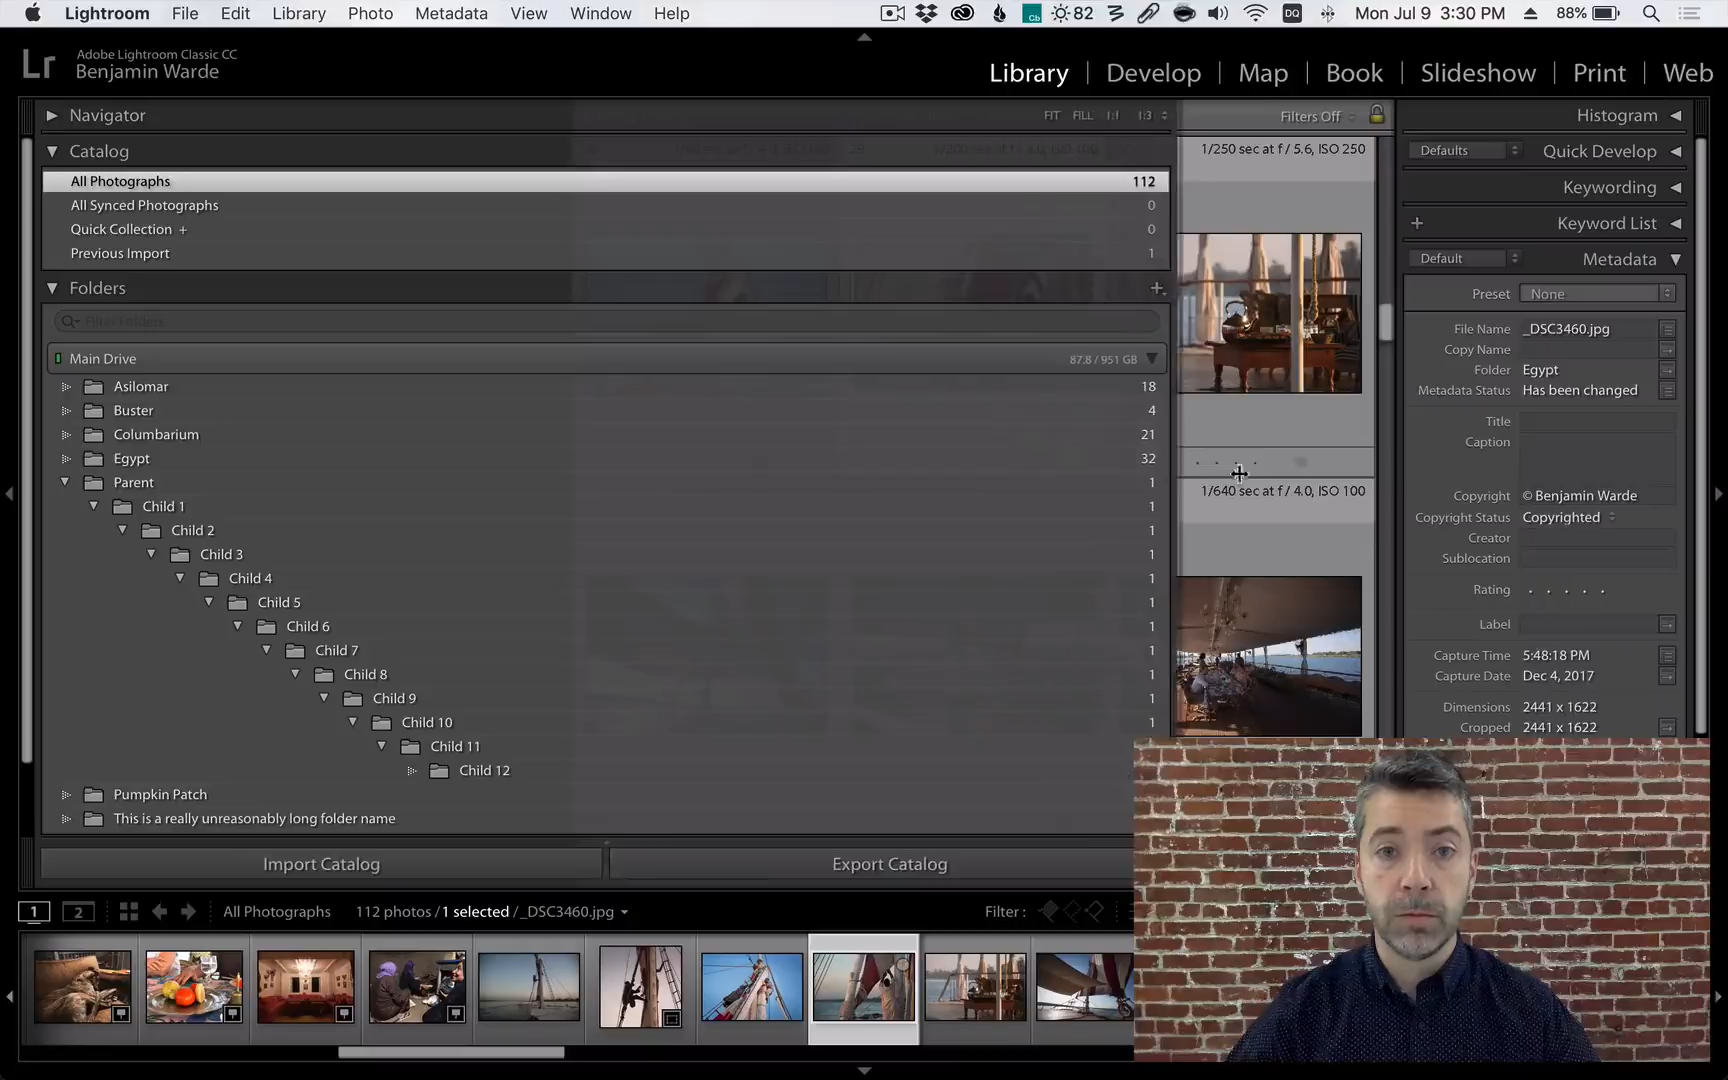 Lightroom File Edit Library Photo Metadata View Window Help
82 DQ Mon Jul 9 3:30 PM 88%
Lr
Adobe Lightroom Classic CC
Benjamin Warde
Library | Develop | Map | Book | Slideshow | Print | Web
Navigator FIT FILL 1:1 1:3
Catalog
All Photographs 112
All Synced Photographs 0
Quick Collection + 0
Previous Import 1
Folders +
Filter Folders
Main Drive 87.8 / 951 GB
Asilomar 18
Buster 4
Columbarium 21
Egypt 32
Parent 1
Child 1 1
Child 2 1
Child 3 1
Child 4 1
Child 5 1
Child 6 1
Child 7 1
Child 8 1
Child 9 1
Child 10 1
Child 11
Child 12
Pumpkin Patch
This is a really unreasonably long folder name
Import Catalog Export Catalog
Filters Off
1/250 sec at f / 5.6, ISO 250
1/640 sec at f / 4.0, ISO 100
Histogram
Defaults Quick Develop
Keywording
+ Keyword List
Default Metadata
Preset None
File Name _DSC3460.jpg
Copy Name
Folder Egypt
Metadata Status Has been changed
Title
Caption
Copyright © Benjamin Warde
Copyright Status Copyrighted
Creator
Sublocation
Rating . . . . .
Label
Capture Time 5:48:18 PM
Capture Date Dec 4, 2017
Dimensions 2441 x 1622
Cropped 2441 x 1622
1 2 All Photographs 112 photos / 1 selected / _DSC3460.jpg Filter :